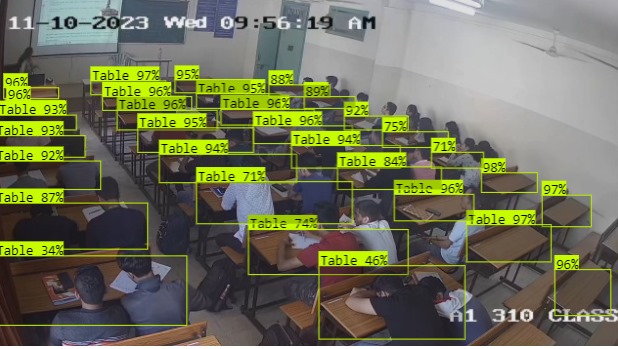 11-10-2023 Wed 09:56:19 AM
Table 97%
95%
88%
96%
Table 96%
Table 95%
89%
96%
Table 96%
Table 96%
92%
Table 93%
Table 95%
Table 96%
75%
Table 93%
Table 94%
Table 94%
71%
Table 92%
Table 84%
98%
Table 71%
Table 96%
97%
Table 87%
Table 74%
Table 97%
Table 34%
Table 46%
96%
A1 310 CLASS